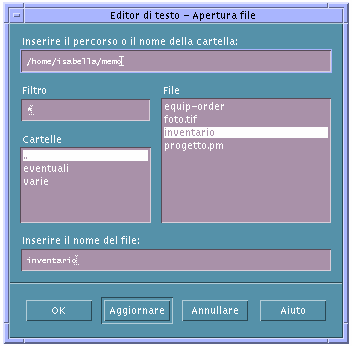 Editor di testo - Apertura file
Inserire il percorso o il nome della cartella:
/home/isabella/memo
Filtro
*
File
equip-order
foto.tif
inventario
progetto.pm
Cartelle
..
eventuali
varie
Inserire il nome del file:
inventario
OK Aggiornare Annullare Aiuto